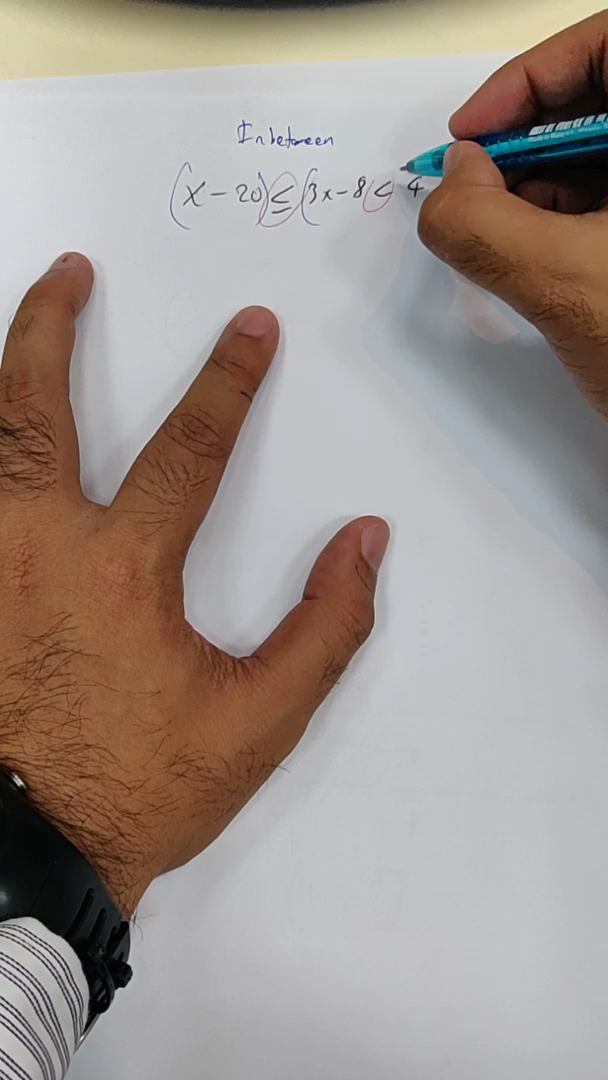 Inbetween
(x - 20) ≤ (3x - 8 < 4